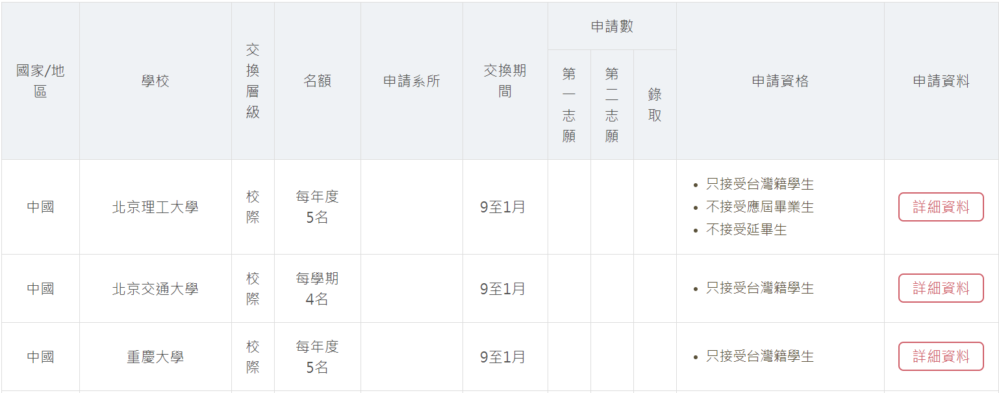 國家/地
區
學校
交
換
層
級
名額
申請系所
交換期
間
申請數
第
一
志
願
第
二
志
願
錄
取
申請資格
申請資料
中國
北京理工大學
校
際
每年度
5名
9至1月
只接受台灣籍學生
不接受應屆畢業生
不接受延畢生
詳細資料
中國
北京交通大學
校
際
每學期
4名
9至1月
只接受台灣籍學生
詳細資料
中國
重慶大學
校
際
每年度
5名
9至1月
只接受台灣籍學生
詳細資料